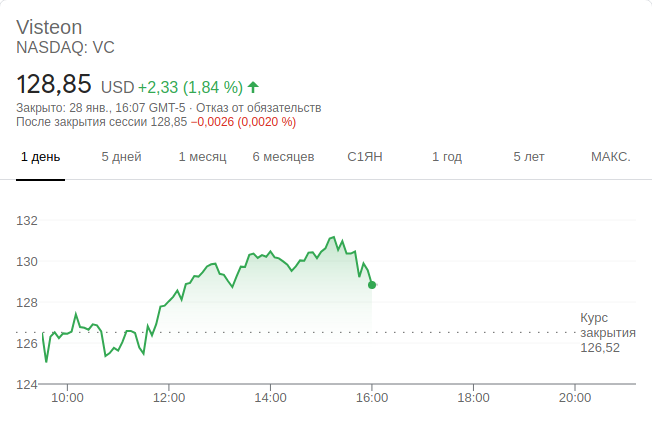 Visteon
NASDAQ: VC
128,85 USD +2,33 (1,84 %)
Закрыто: 28 янв., 16:07 GMT-5 · Отказ от обязательств
После закрытия сессии 128,85 −0,0026 (0,0020 %)
1 день 5 дней 1 месяц 6 месяцев С1ЯН 1 год 5 лет МАКС.
132
130
128
Курс
закрытия
126,52
126
124
10:00 12:00 14:00 16:00 18:00 20:00